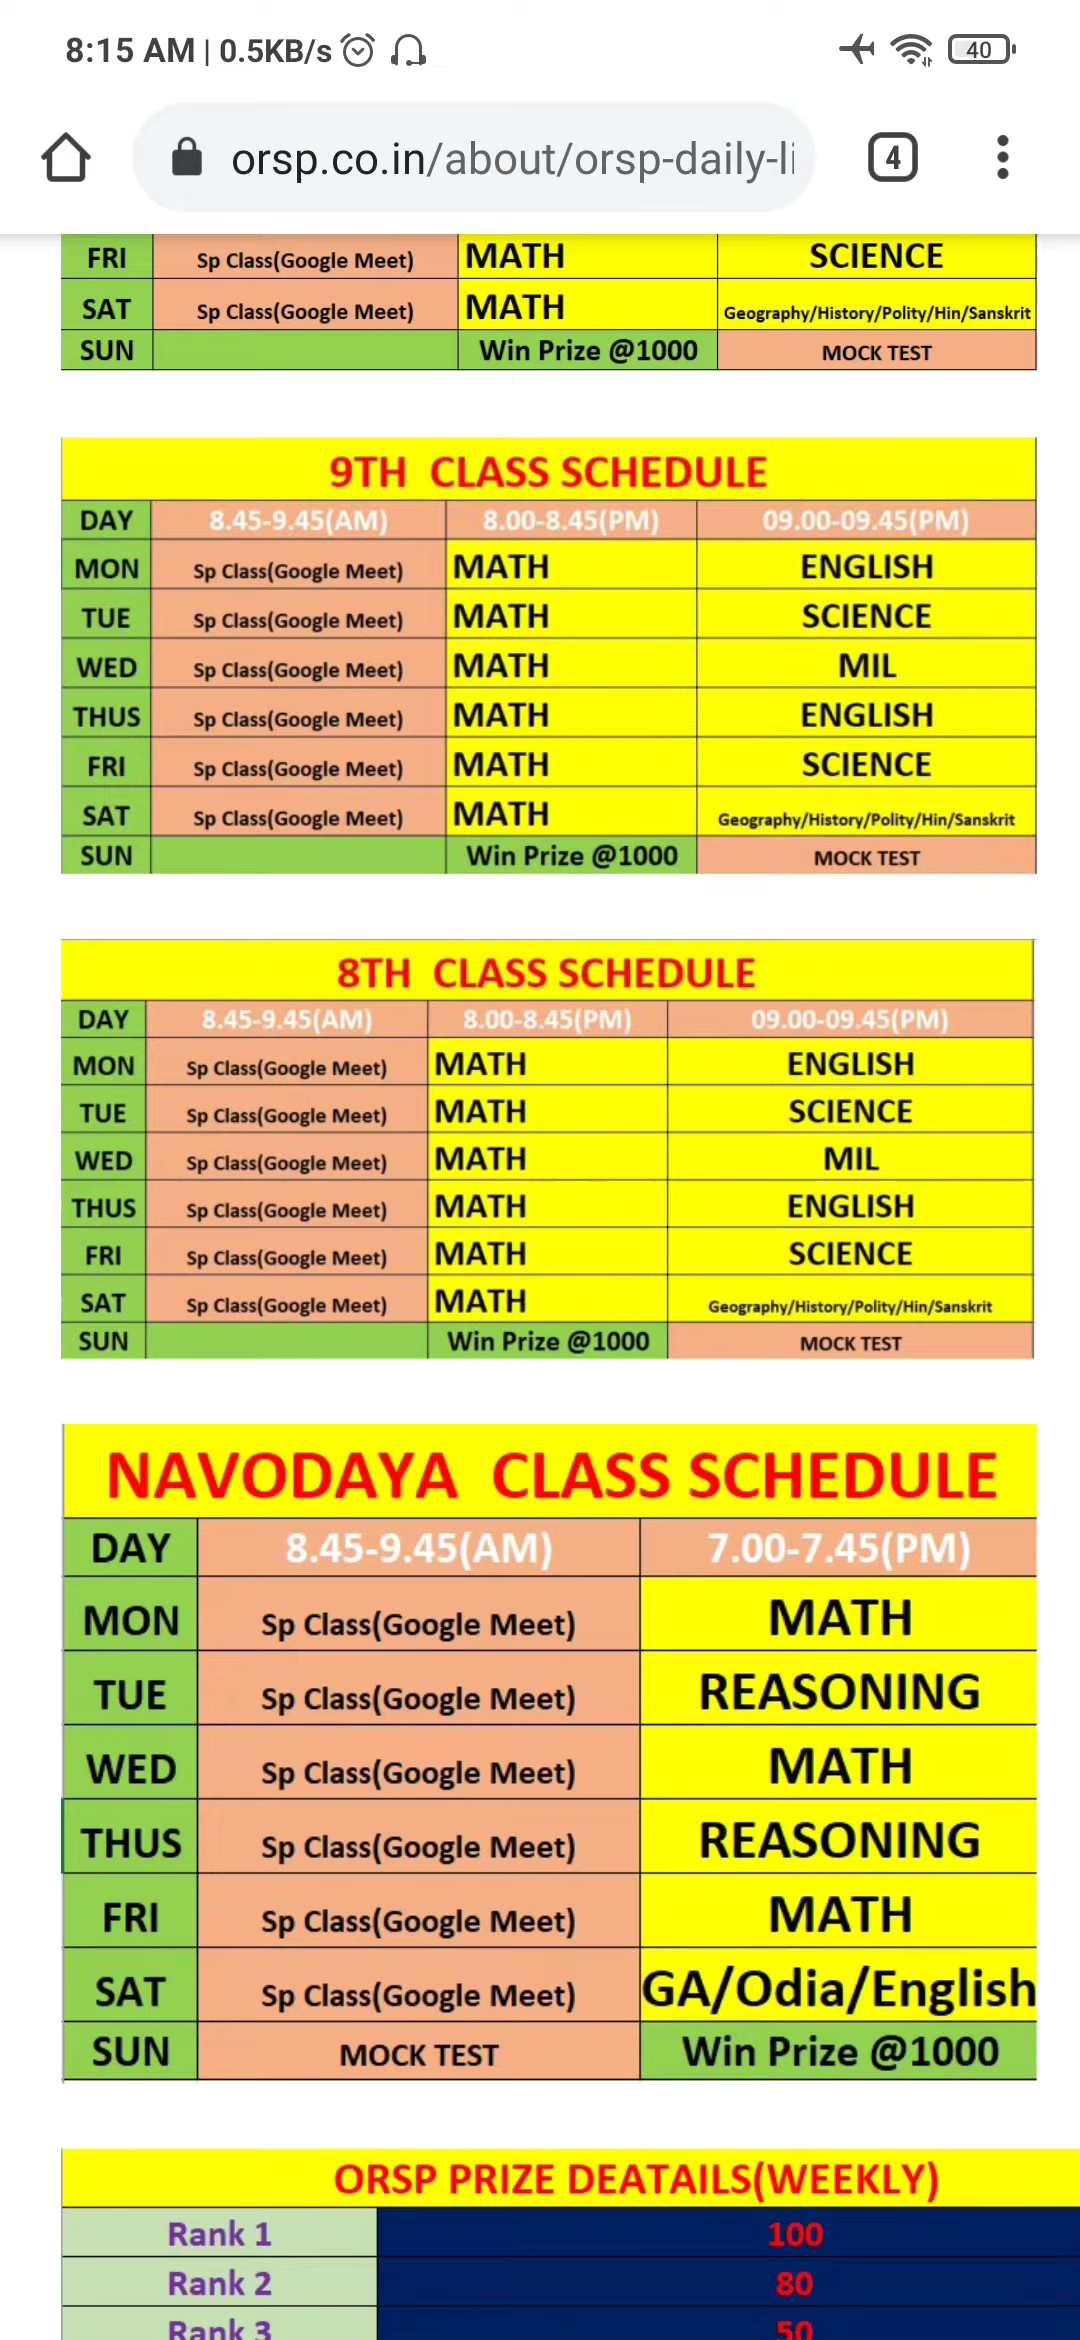 8:15 AM | 0.5KB/s
40
orsp.co.in/about/orsp-daily-li
4
FRI Sp Class(Google Meet) MATH SCIENCE
SAT Sp Class(Google Meet) MATH Geography/History/Polity/Hin/Sanskrit
SUN Win Prize @1000 MOCK TEST
9TH CLASS SCHEDULE
DAY 8.45-9.45(AM) 8.00-8.45(PM) 09.00-09.45(PM)
MON Sp Class(Google Meet) MATH ENGLISH
TUE Sp Class(Google Meet) MATH SCIENCE
WED Sp Class(Google Meet) MATH MIL
THUS Sp Class(Google Meet) MATH ENGLISH
FRI Sp Class(Google Meet) MATH SCIENCE
SAT Sp Class(Google Meet) MATH Geography/History/Polity/Hin/Sanskrit
SUN Win Prize @1000 MOCK TEST
8TH CLASS SCHEDULE
DAY 8.45-9.45(AM) 8.00-8.45(PM) 09.00-09.45(PM)
MON Sp Class(Google Meet) MATH ENGLISH
TUE Sp Class(Google Meet) MATH SCIENCE
WED Sp Class(Google Meet) MATH MIL
THUS Sp Class(Google Meet) MATH ENGLISH
FRI Sp Class(Google Meet) MATH SCIENCE
SAT Sp Class(Google Meet) MATH Geography/History/Polity/Hin/Sanskrit
SUN Win Prize @1000 MOCK TEST
NAVODAYA CLASS SCHEDULE
DAY 8.45-9.45(AM) 7.00-7.45(PM)
MON Sp Class(Google Meet) MATH
TUE Sp Class(Google Meet) REASONING
WED Sp Class(Google Meet) MATH
THUS Sp Class(Google Meet) REASONING
FRI Sp Class(Google Meet) MATH
SAT Sp Class(Google Meet) GA/Odia/English
SUN MOCK TEST Win Prize @1000
ORSP PRIZE DEATAILS(WEEKLY)
Rank 1 100
Rank 2 80
Rank 3 50